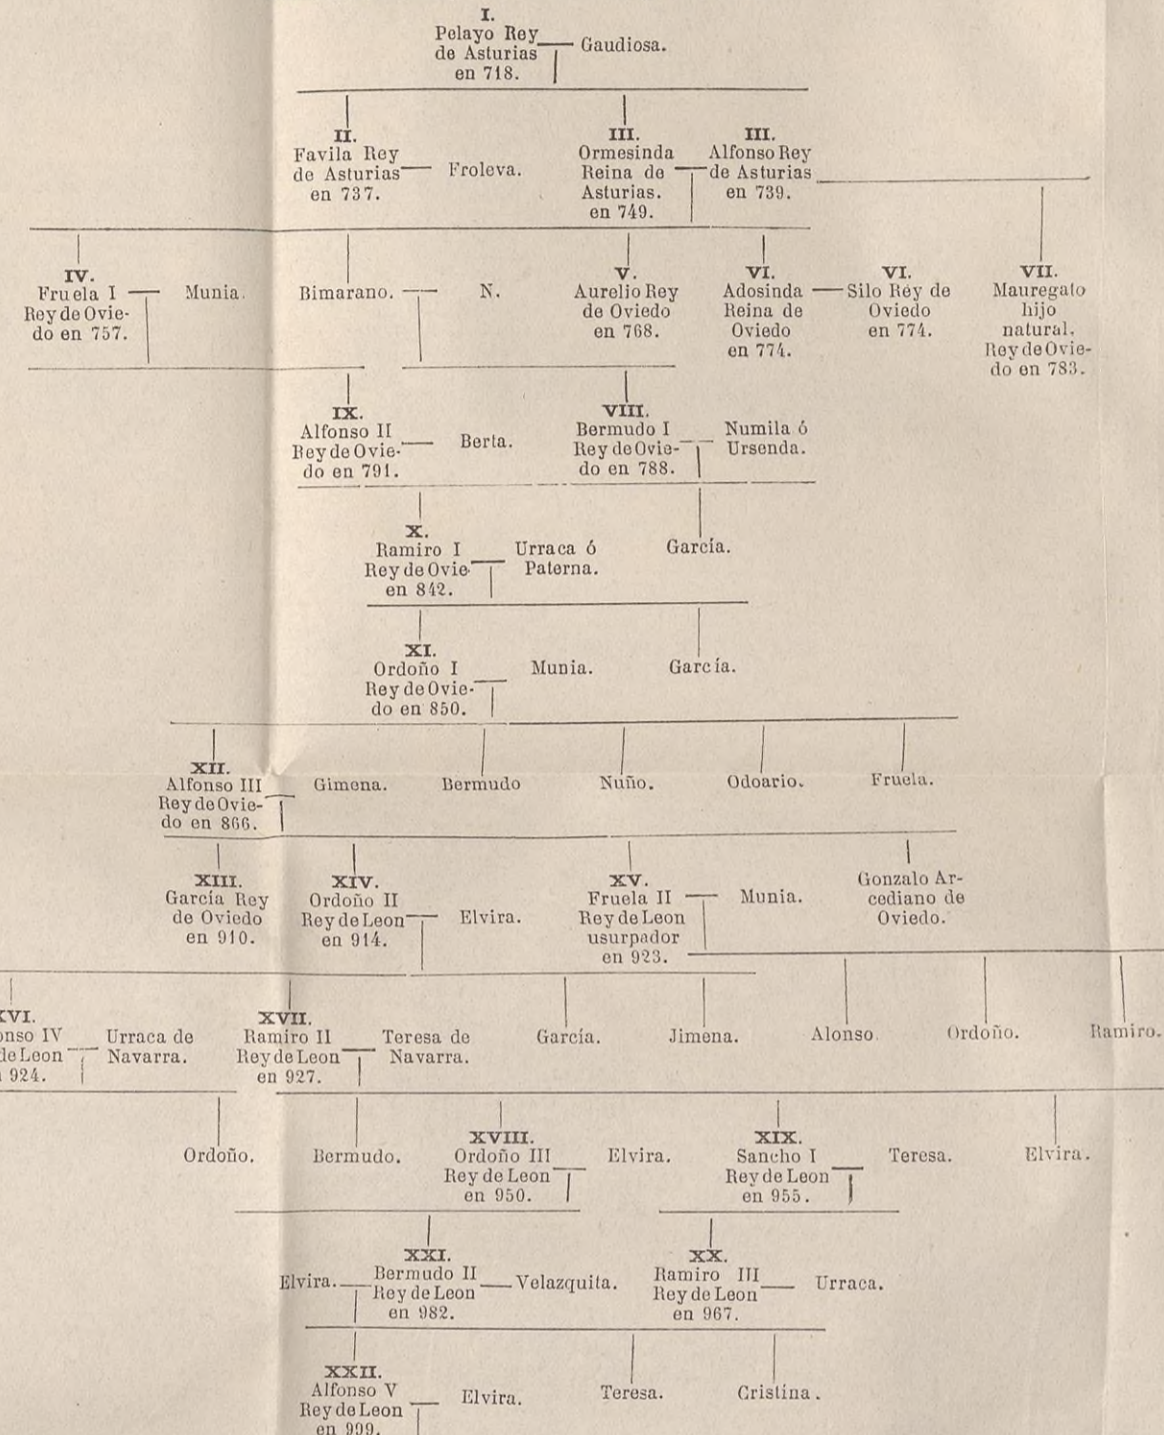 I.
Pelayo Rey
de Asturias
en 718.
Gaudiosa.
II.
Favila Rey
de Asturias
en 737.
Froleva.
III.
Ormesinda
Reina de
Asturias.
en 749.
III.
Alfonso Rey
de Asturias
en 739.
IV.
Fruela I
Rey de Ovie-
do en 757.
Munia.
Bimarano.
N.
V.
Aurelio Rey
de Oviedo
en 768.
VI.
Adosinda
Reina de
Oviedo
en 774.
VI.
Silo Rey de
Oviedo
en 774.
VII.
Mauregato
hijo
natural.
Rey de Ovie-
do en 783.
IX.
Alfonso II
Rey de Ovie-
do en 791.
Berta.
VIII.
Bermudo I
Rey de Ovie-
do en 788.
Numila ó
Ursenda.
X.
Ramiro I
Rey de Ovie
en 842.
Urraca ó
Paterna.
García.
XI.
Ordoño I
Rey de Ovie-
do en 850.
Munia.
García.
XII.
Alfonso III
Rey de Ovie-
do en 866.
Gimena.
Bermudo
Nuño.
Odoario.
Fruela.
XIII.
García Rey
de Oviedo
en 910.
XIV.
Ordoño II
Rey de Leon
en 914.
Elvira.
XV.
Fruela II
Rey de Leon
usurpador
en 923.
Munia.
Gonzalo Ar-
cediano de
Oviedo.
XVI.
onso IV
de Leon
924.
Urraca de
Navarra.
XVII.
Ramiro II
Rey de Leon
en 927.
Teresa de
Navarra.
García.
Jimena.
Alonso.
Ordoño.
Ramiro.
Ordoño.
Bermudo.
XVIII.
Ordoño III
Rey de Leon
en 950.
Elvira.
XIX.
Sancho I
Rey de Leon
en 955.
Teresa.
Elvira.
Elvira.
XXI.
Bermudo II
Rey de Leon
en 982.
Velazquita.
XX.
Ramiro III
Rey de Leon
en 967.
Urraca.
XXII.
Alfonso V
Rey de Leon
en 999.
Elvira.
Teresa.
Cristina.